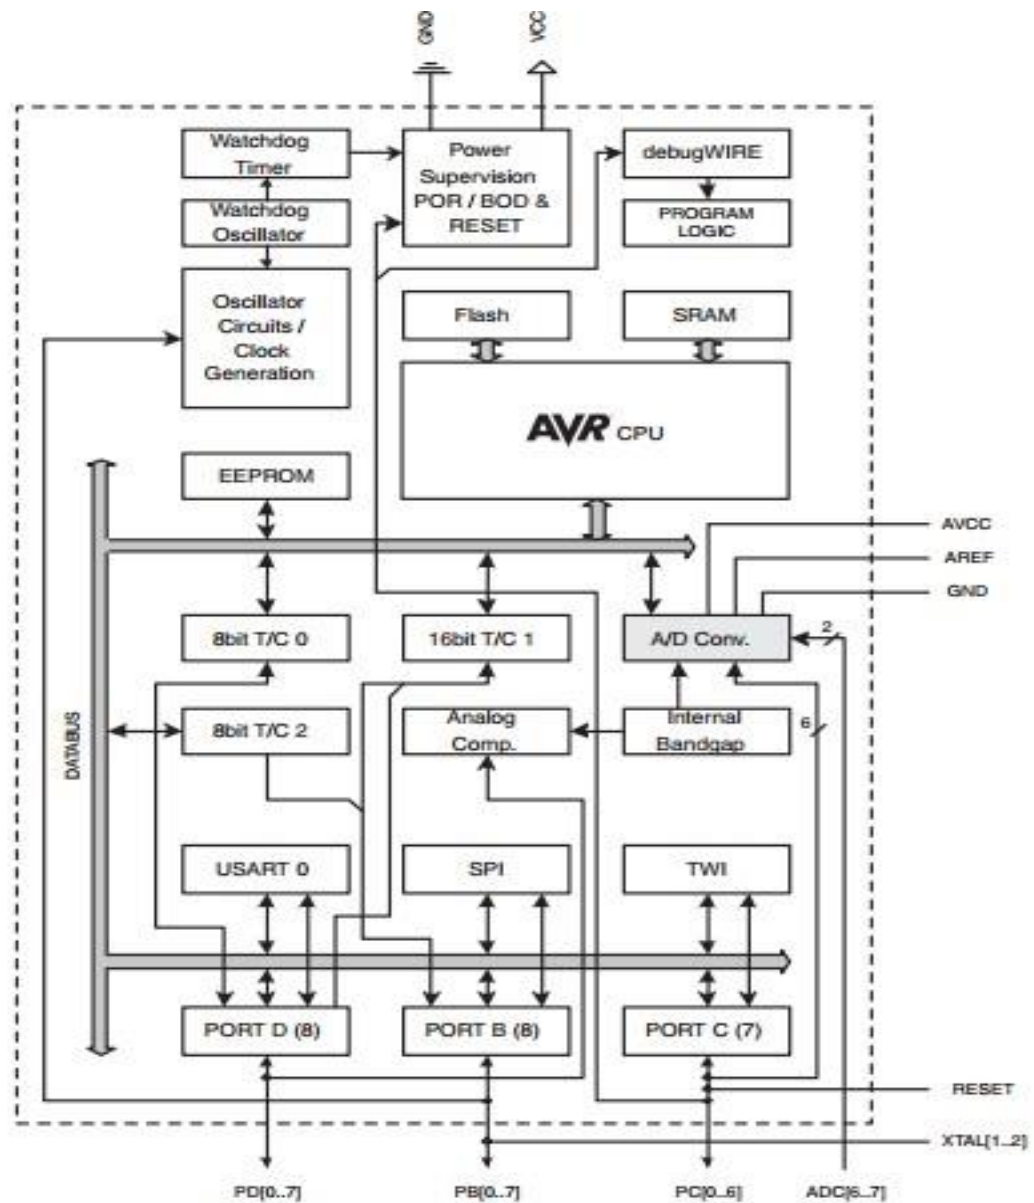 GND
VCC
Watchdog
Timer
Power
Supervision
POR / BOD &
RESET
debugWIRE
Watchdog
Oscillator
PROGRAM
LOGIC
Oscillator
Circuits /
Clock
Generation
Flash
SRAM
AVR CPU
EEPROM
AVCC
AREF
GND
8bit T/C 0
16bit T/C 1
A/D Conv.
2
8bit T/C 2
Analog
Comp.
Internal
Bandgap
6
DATABUS
USART 0
SPI
TWI
PORT D (8)
PORT B (8)
PORT C (7)
RESET
XTAL[1..2]
PD[0..7]
PB[0..7]
PC[0..6]
ADC[6..7]